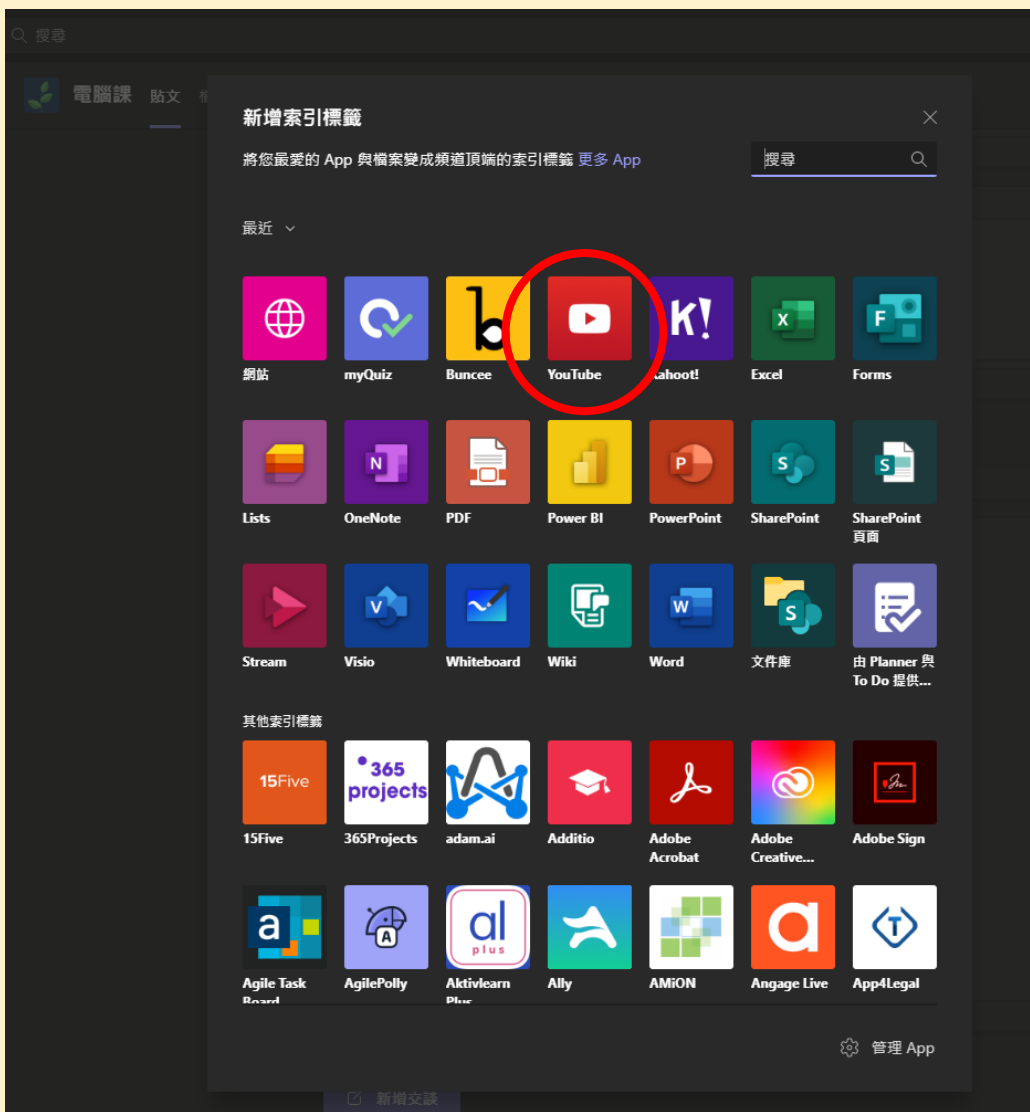 搜尋
電腦課 貼文
新增索引標籤
將您最愛的 App 與檔案變成頻道頂端的索引標籤 更多 App
搜尋
最近
b K! X F
網站 myQuiz Buncee YouTube Kahoot! Excel Forms
N P S S
Lists OneNote PDF Power BI PowerPoint SharePoint SharePoint
頁面
V W S
Stream Visio Whiteboard Wiki Word 文件庫 由 Planner 與
To Do 提供...
其他索引標籤
15Five 365
projects
15Five 365Projects adam.ai Additio Adobe Adobe Adobe Sign
Acrobat Creative...
a A al a T
plus
Agile Task AgilePolly Aktivlearn Ally AMiON Angage Live App4Legal
Board Plus
管理 App
新增交談